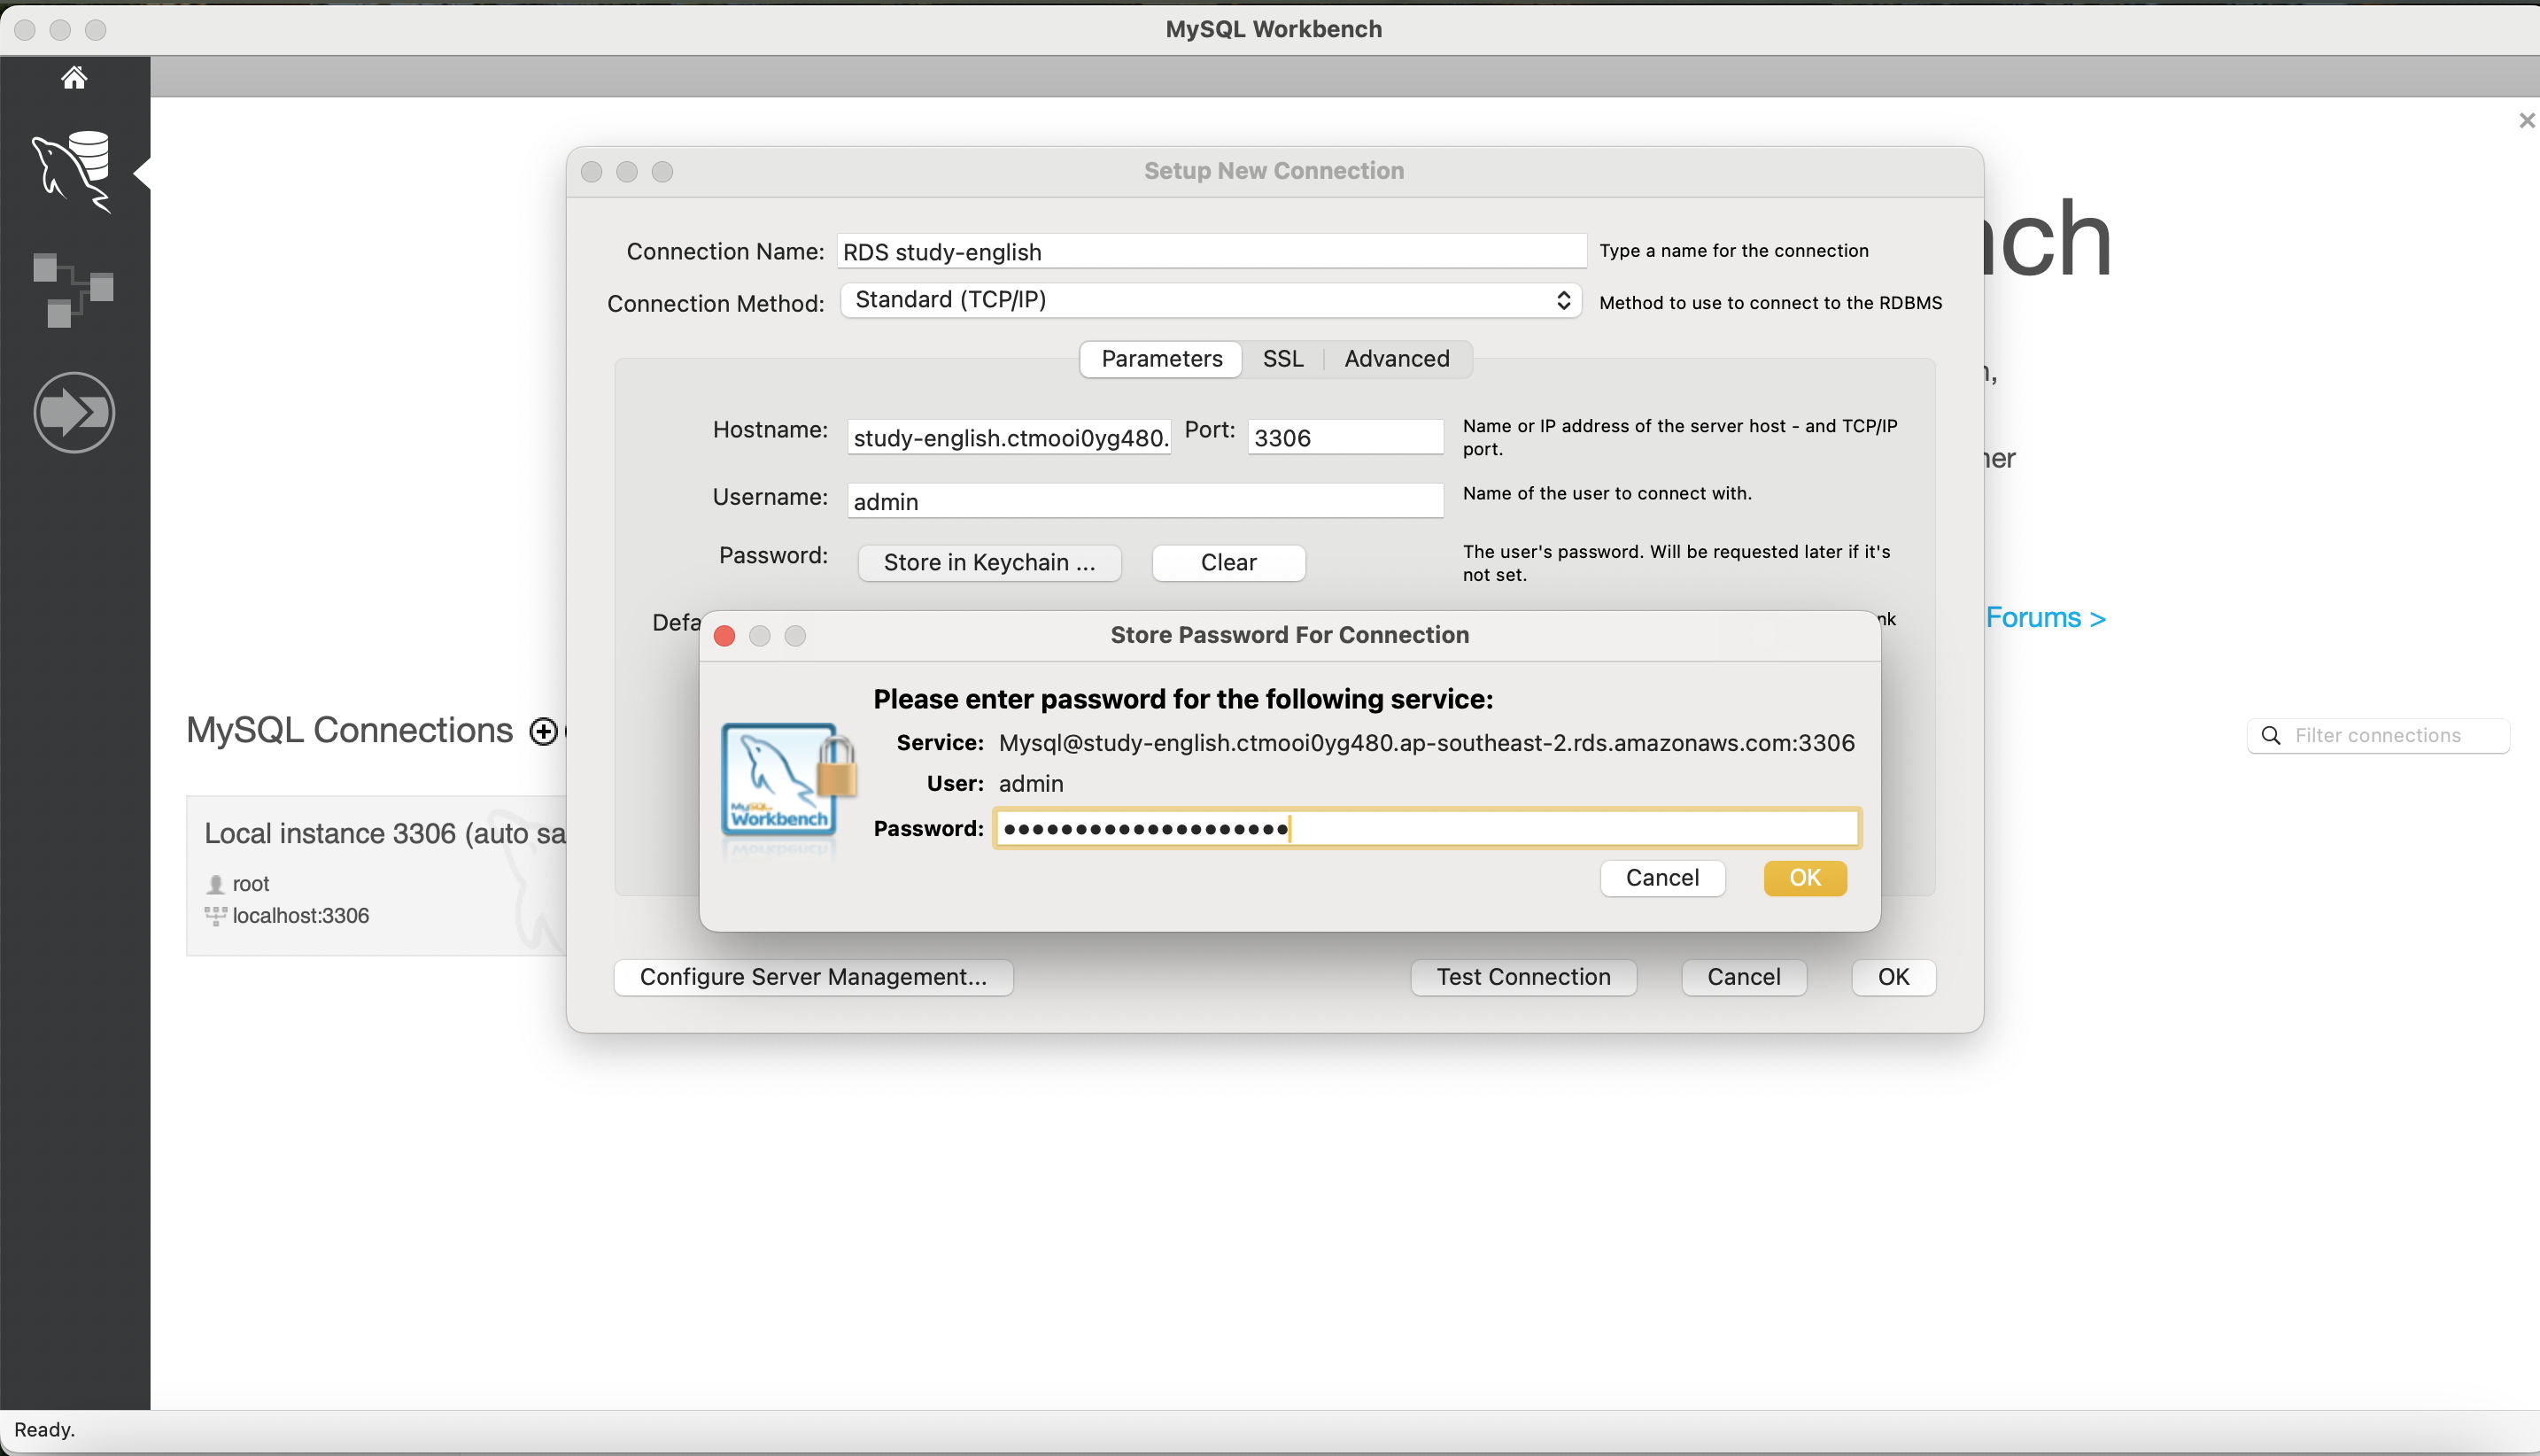 MySQL Workbench
Setup New Connection
Connection Name: RDS study-english Type a name for the connection
Connection Method: Standard (TCP/IP) Method to use to connect to the RDBMS
Parameters SSL Advanced
Hostname: study-english.ctmooi0yg480. Port: 3306 Name or IP address of the server host - and TCP/IP
port.
Username: admin Name of the user to connect with.
Password: Store in Keychain ... Clear The user's password. Will be requested later if it's
not set.
Forums >
Store Password For Connection
Please enter password for the following service:
Service: Mysql@study-english.ctmooi0yg480.ap-southeast-2.rds.amazonaws.com:3306
User: admin
Password: ••••••••••••••••••••
MySQL
Workbench
Cancel OK
MySQL Connections
Filter connections
Local instance 3306 (auto sa
root
localhost:3306
Configure Server Management... Test Connection Cancel OK
Ready.